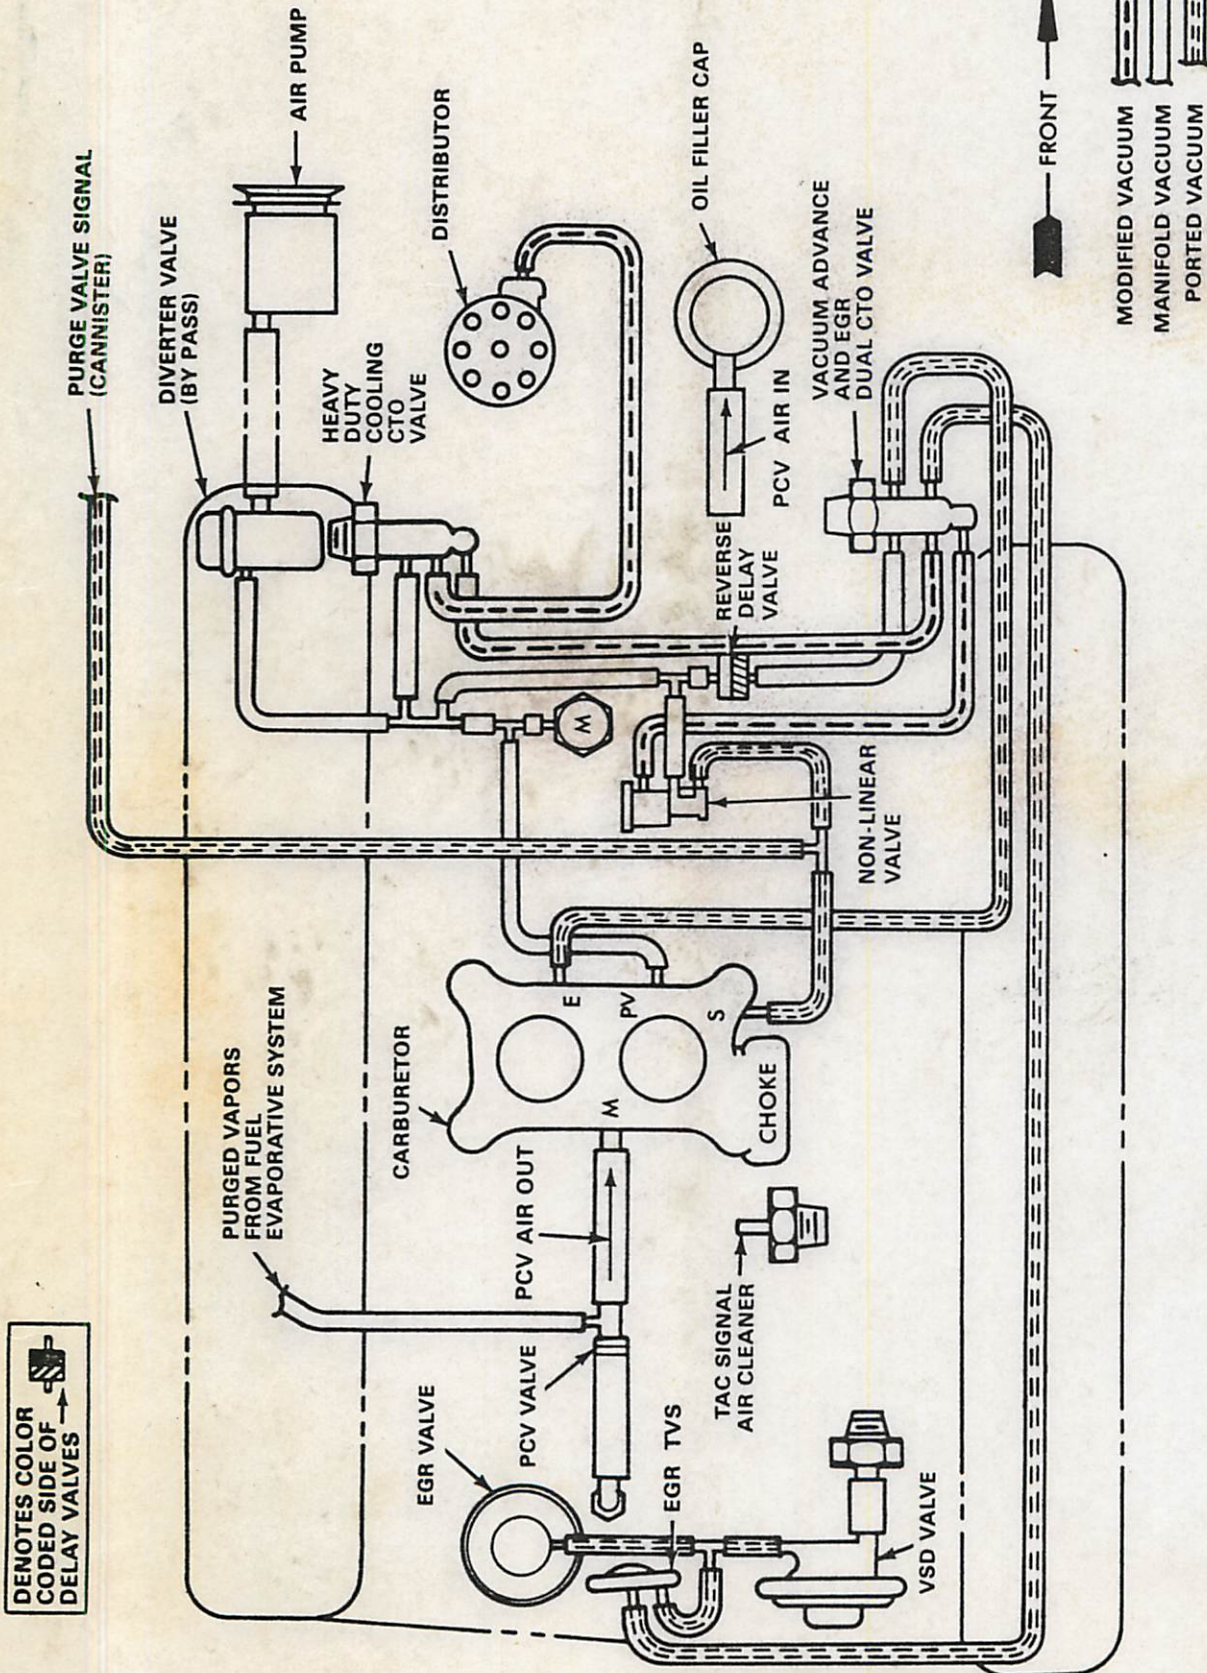 DENOTES COLOR
CODED SIDE OF
DELAY VALVES
PURGE VALVE SIGNAL
(CANNISTER)
DIVERTER VALVE
(BY PASS)
AIR PUMP
HEAVY
DUTY
COOLING
CTO
VALVE
DISTRIBUTOR
PURGED VAPORS
FROM FUEL
EVAPORATIVE SYSTEM
CARBURETOR
OIL FILLER CAP
PCV AIR IN
REVERSE
DELAY
VALVE
VACUUM ADVANCE
AND EGR
DUAL CTO VALVE
W
NON-LINEAR
VALVE
E
PV
S
M
CHOKE
PCV AIR OUT
PCV VALVE
EGR VALVE
TAC SIGNAL
AIR CLEANER
EGR TVS
VSD VALVE
FRONT
MODIFIED VACUUM
MANIFOLD VACUUM
PORTED VACUUM